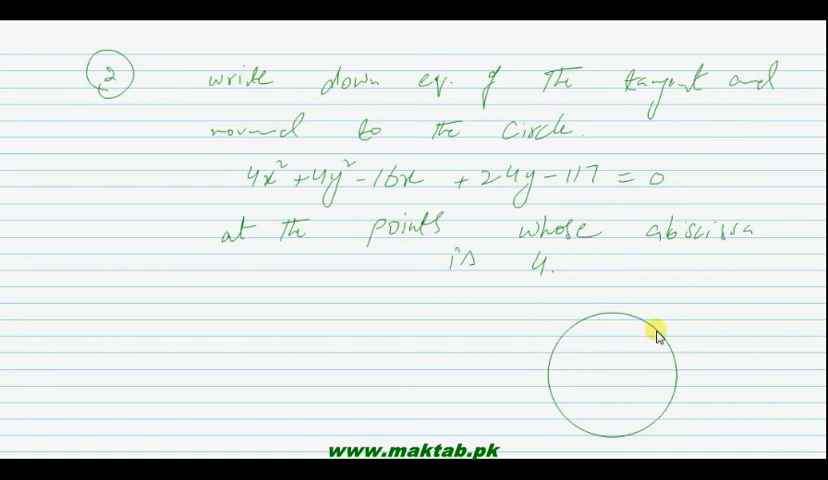 2 write down eq. of the tangent and
normal to the circle.
4x² + 4y² - 16x + 24y - 117 = 0
at the points whose abscissa
is 4.
www.maktab.pk